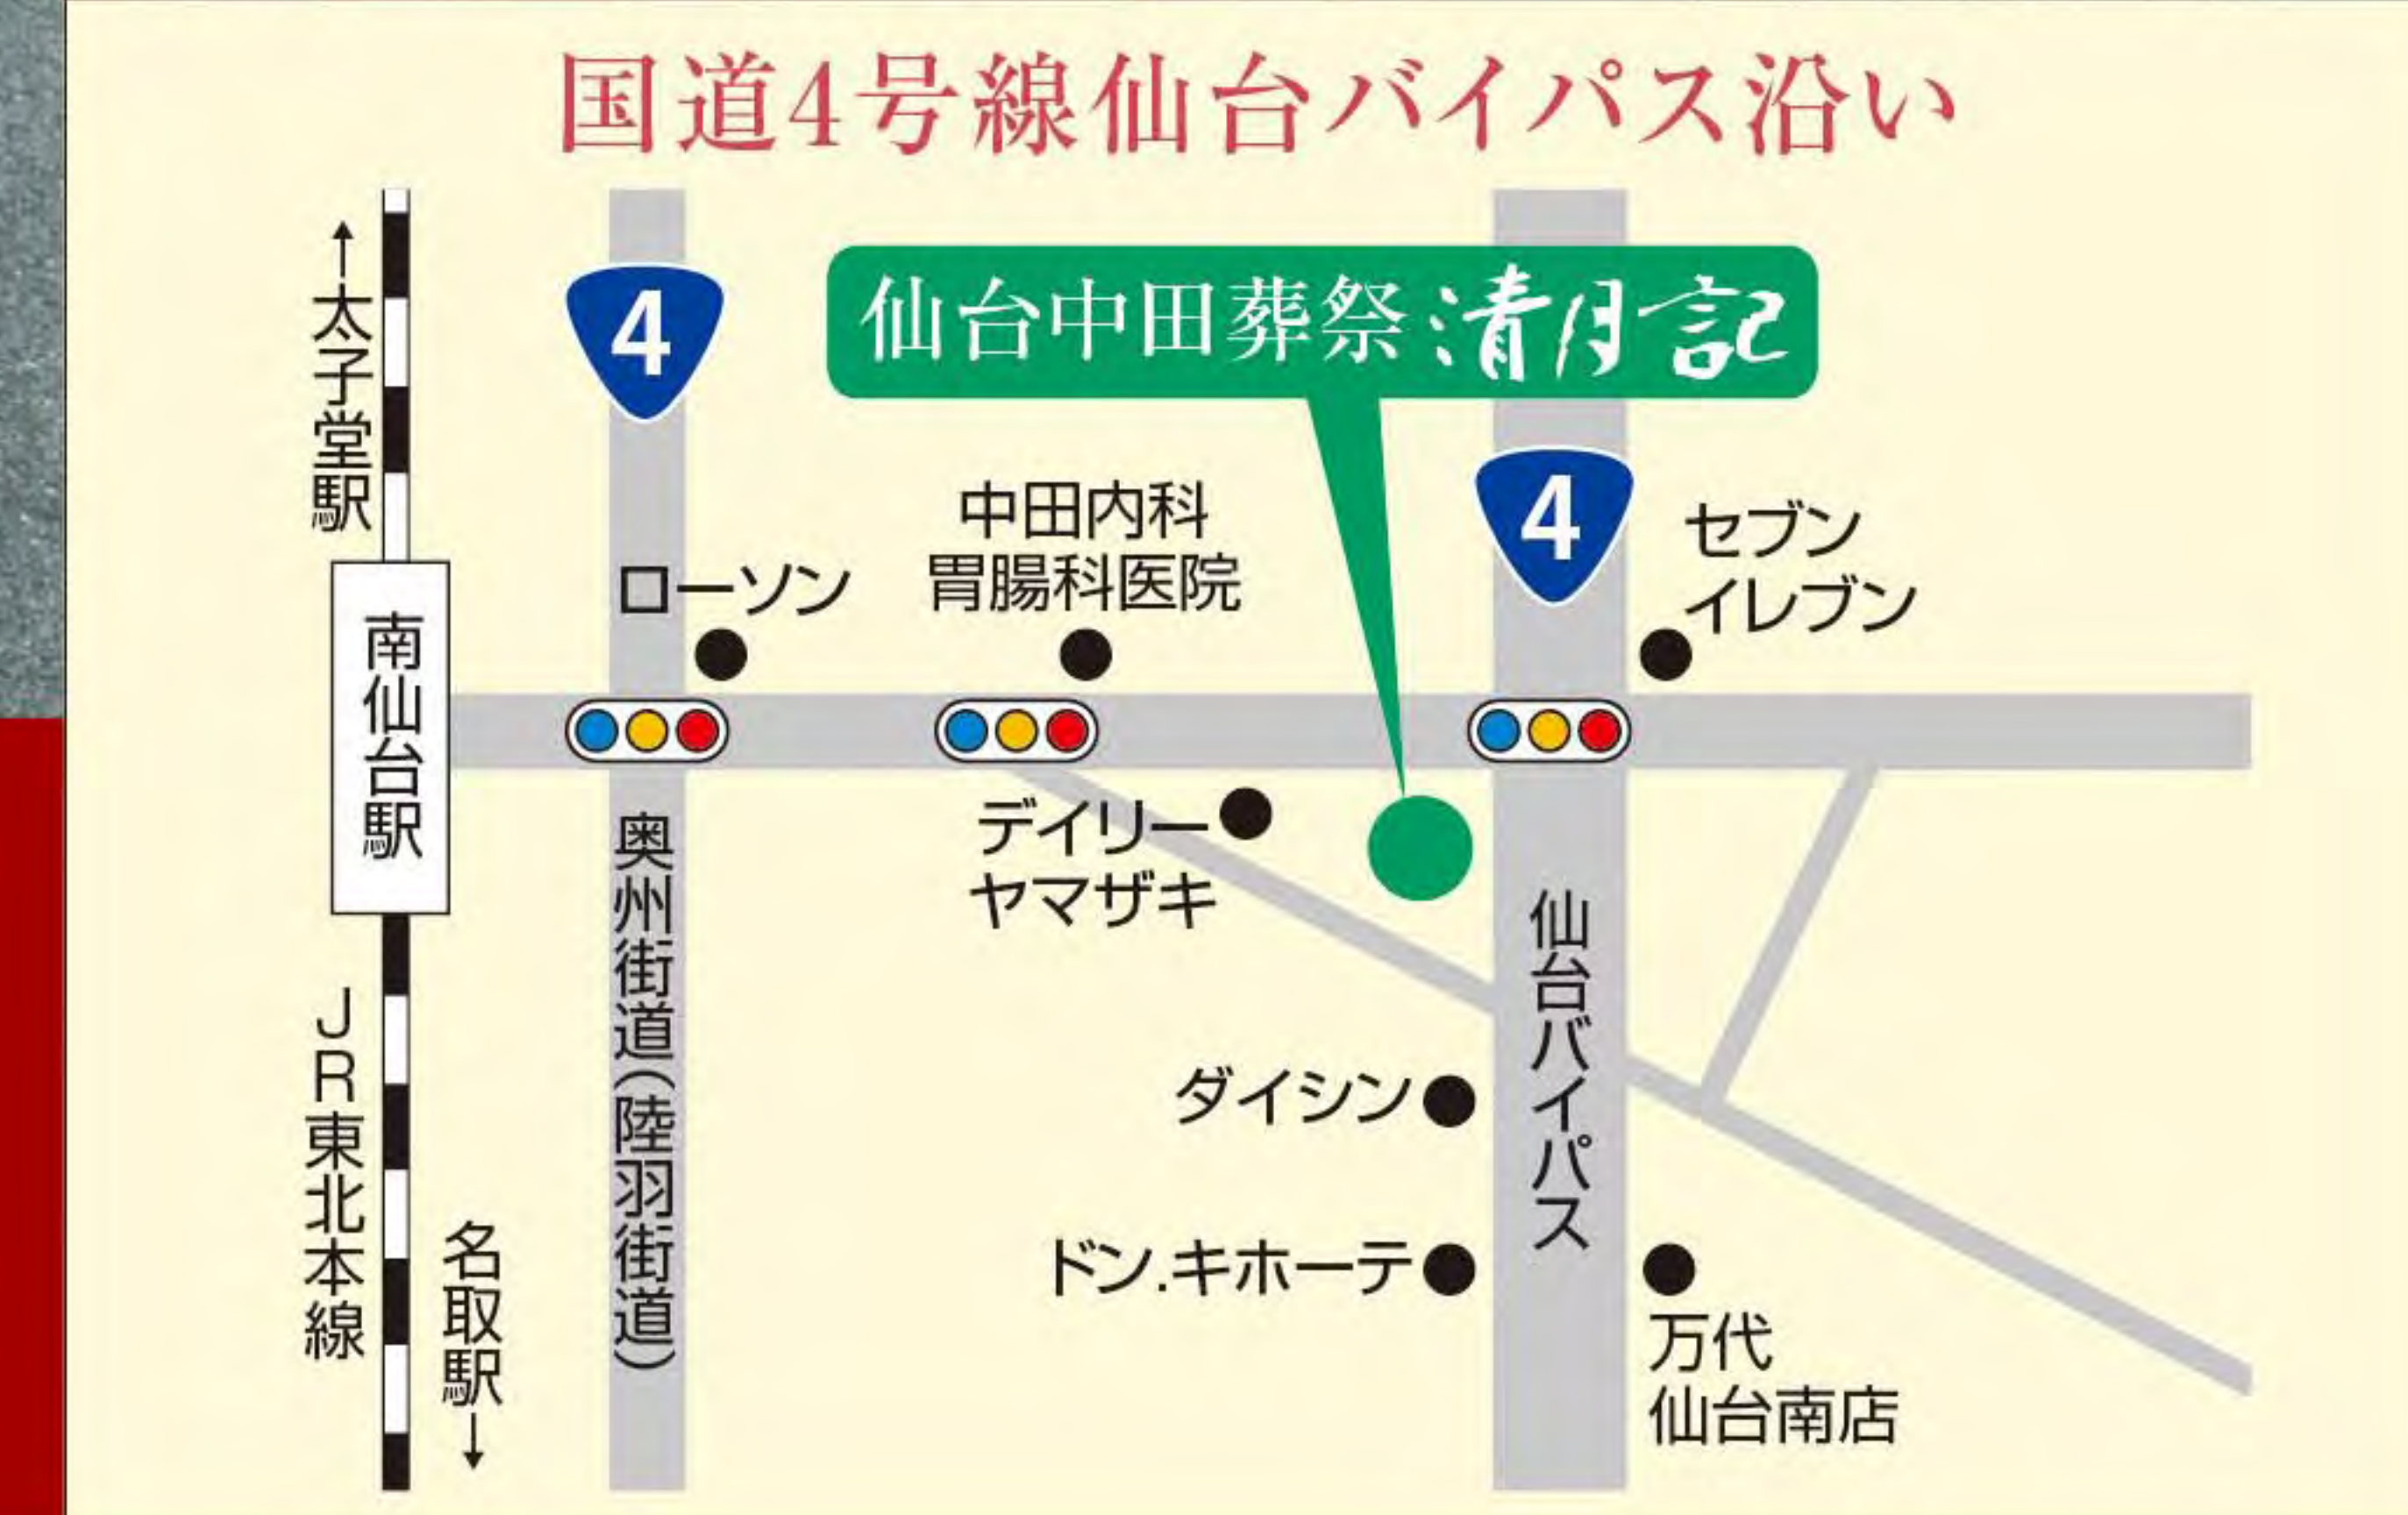 国道4号線仙台バイパス沿い
↑太子堂駅
4
仙台中田葬祭 清月記
4
セブン
イレブン
中田内科
胃腸科医院
ローソン
南仙台駅
デイリー
ヤマザキ
奥州街道(陸羽街道)
仙台バイパス
JR東北本線
ダイシン
名取駅↓
ドン.キホーテ
万代
仙台南店